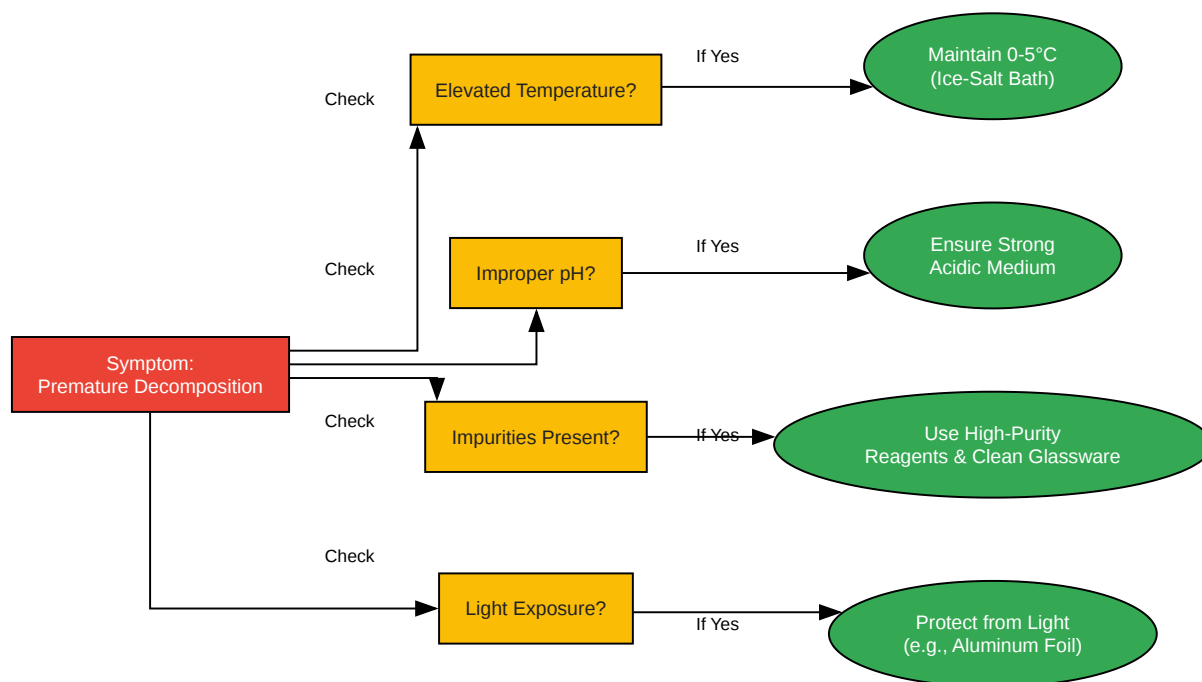 Check
Elevated Temperature?
If Yes
Maintain 0-5°C
(Ice-Salt Bath)
Check
Improper pH?
If Yes
Ensure Strong
Acidic Medium
Symptom:
Premature Decomposition
Check
Impurities Present?
If Yes
Use High-Purity
Reagents & Clean Glassware
Check
Light Exposure?
If Yes
Protect from Light
(e.g., Aluminum Foil)